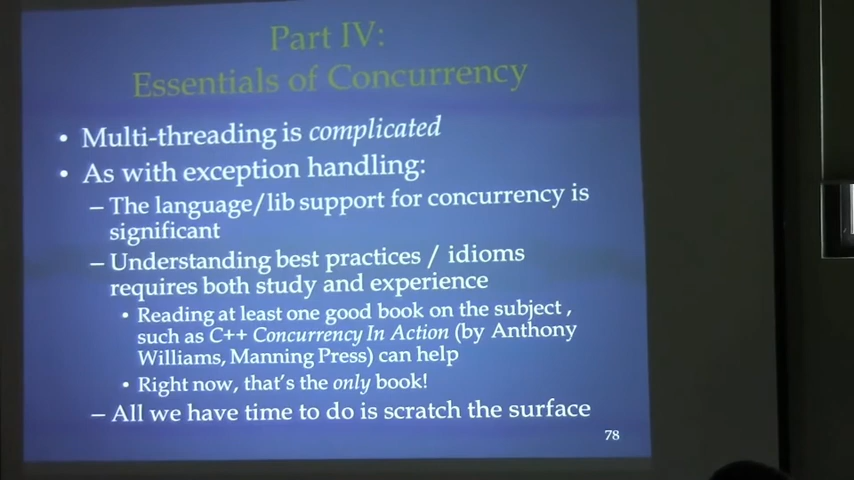 Part IV:
Essentials of Concurrency
• Multi-threading is complicated
• As with exception handling:
– The language/lib support for concurrency is
significant
– Understanding best practices / idioms
requires both study and experience
• Reading at least one good book on the subject ,
such as C++ Concurrency In Action (by Anthony
Williams, Manning Press) can help
• Right now, that's the only book!
– All we have time to do is scratch the surface
78